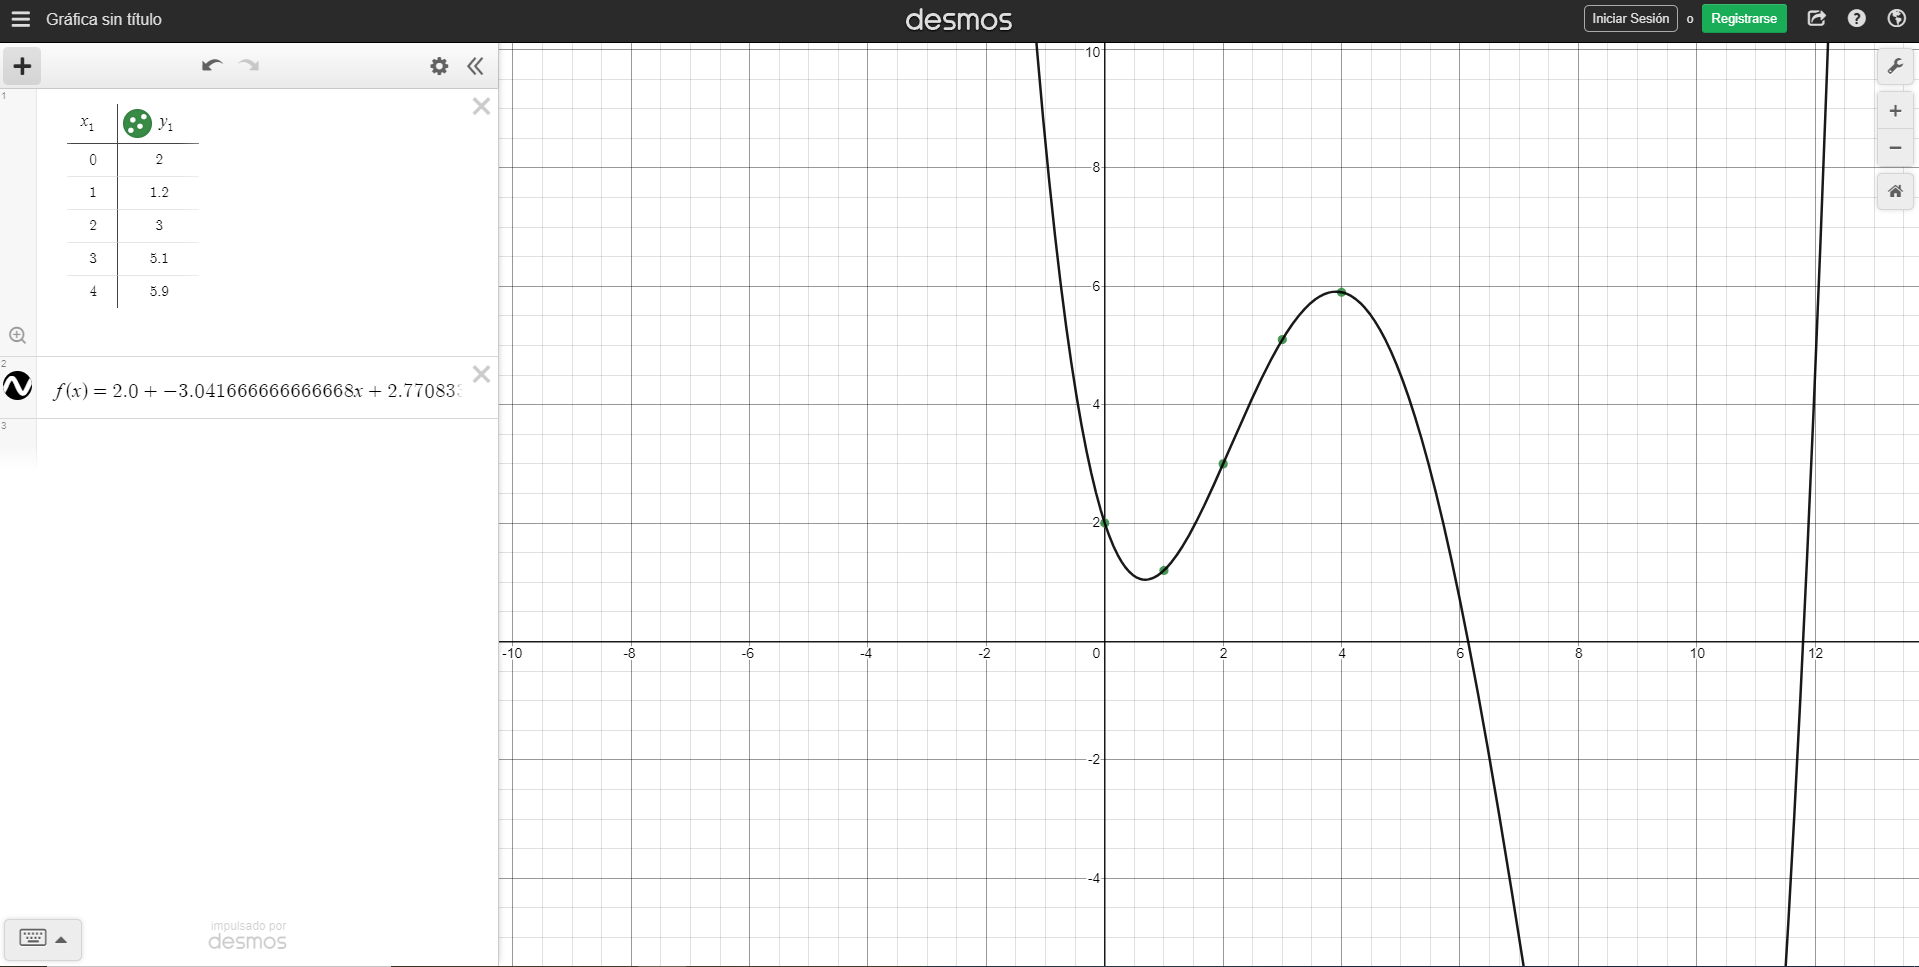 Gráfica sin título
desmos
Iniciar Sesión o Registrarse
1
x₁ y₁
0 2
1 1.2
2 3
3 5.1
4 5.9
2
f(x) = 2.0 + −3.041666666666668x + 2.77083
3
impulsado por
desmos
10
8
6
4
2
-10 -8 -6 -4 -2 0 2 4 6 8 10 12
-2
-4